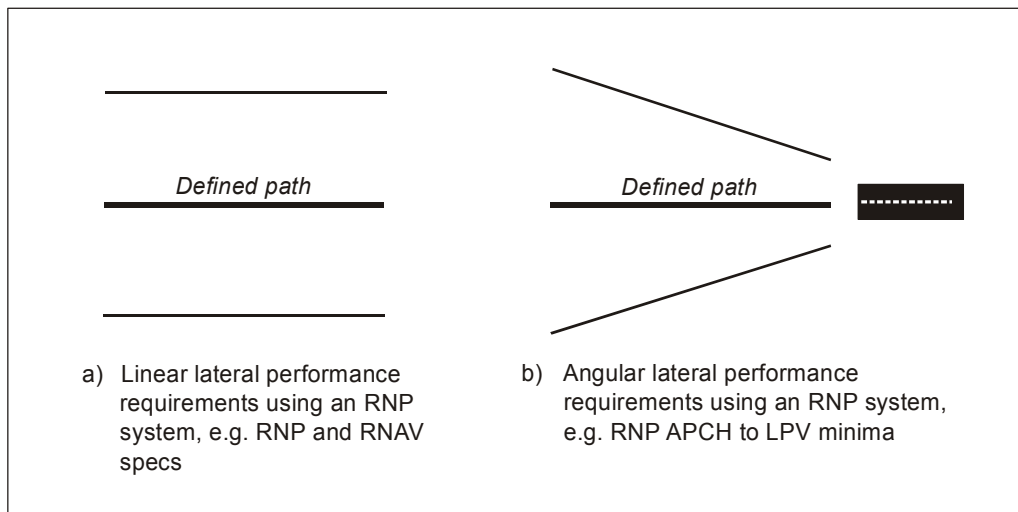 Defined path
a) Linear lateral performance
requirements using an RNP
system, e.g. RNP and RNAV
specs
Defined path
b) Angular lateral performance
requirements using an RNP system,
e.g. RNP APCH to LPV minima